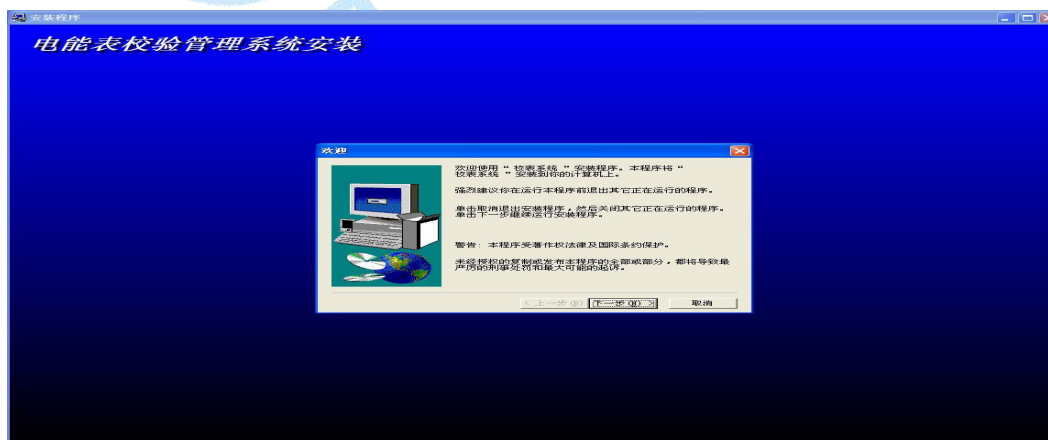 安装程序
电能表校验管理系统安装
欢迎
欢迎使用 “ 校表系统 ” 安装程序。本程序将 “
校表系统 ” 安装到你的计算机上。
强烈建议你在运行本程序前退出其它正在运行的程序。
单击取消退出安装程序，然后关闭其它正在运行的程序。
单击下一步继续运行安装程序。
警告: 本程序受著作权法律及国际条约保护。
未经授权的复制或发布本程序的全部或部分，都将导致最
严厉的刑事处罚和最大可能的起诉。
< 上一步(B) 下一步(N) > 取消